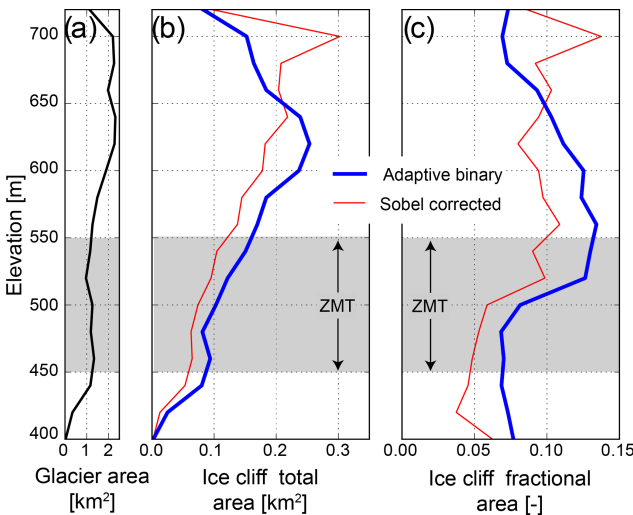 (a) (b) (c)
700
650
600
550
500
450
400
Elevation [m]
Adaptive binary
Sobel corrected
ZMT ZMT
0 1 2 0.0 0.1 0.2 0.3 0.00 0.05 0.10 0.15
Glacier area
[km²]
Ice cliff total
area [km²]
Ice cliff fractional
area [-]